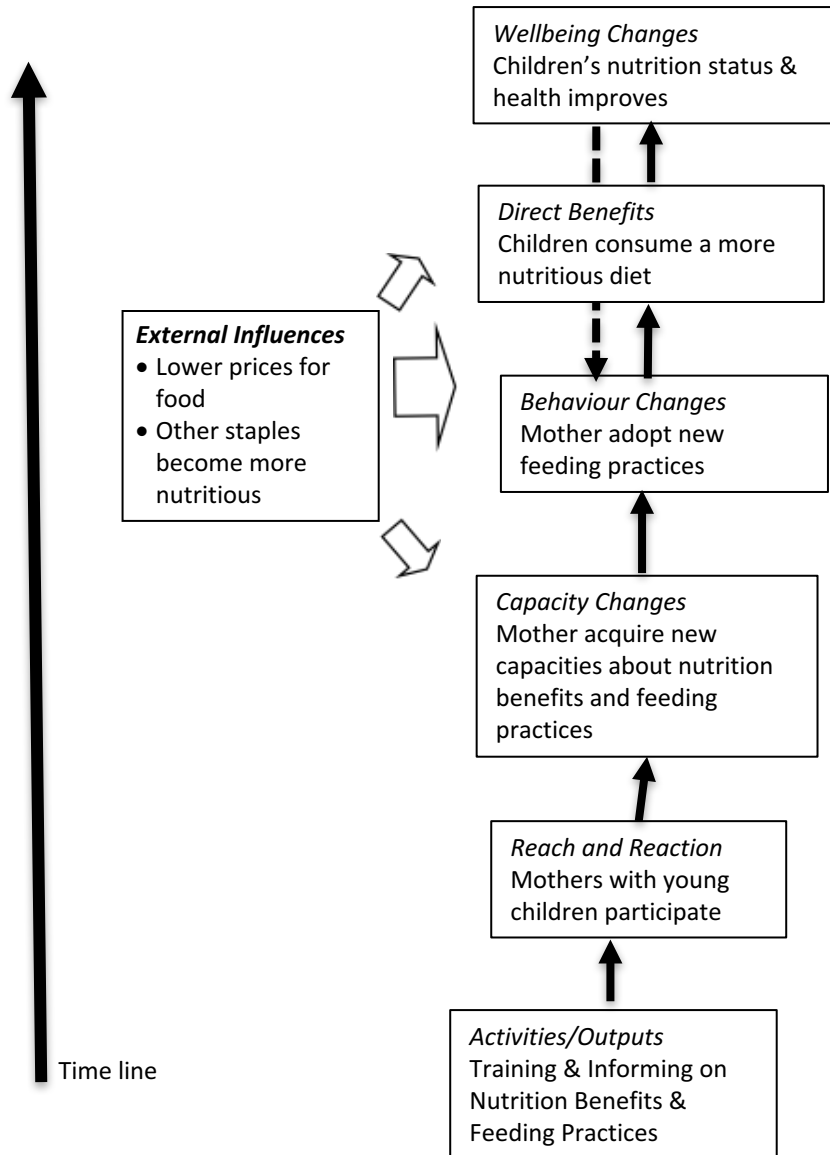 Wellbeing Changes
Children’s nutrition status &
health improves
Direct Benefits
Children consume a more
nutritious diet
External Influences
• Lower prices for
food
• Other staples
become more
nutritious
Behaviour Changes
Mother adopt new
feeding practices
Capacity Changes
Mother acquire new
capacities about nutrition
benefits and feeding
practices
Reach and Reaction
Mothers with young
children participate
Activities/Outputs
Training & Informing on
Nutrition Benefits &
Feeding Practices
Time line